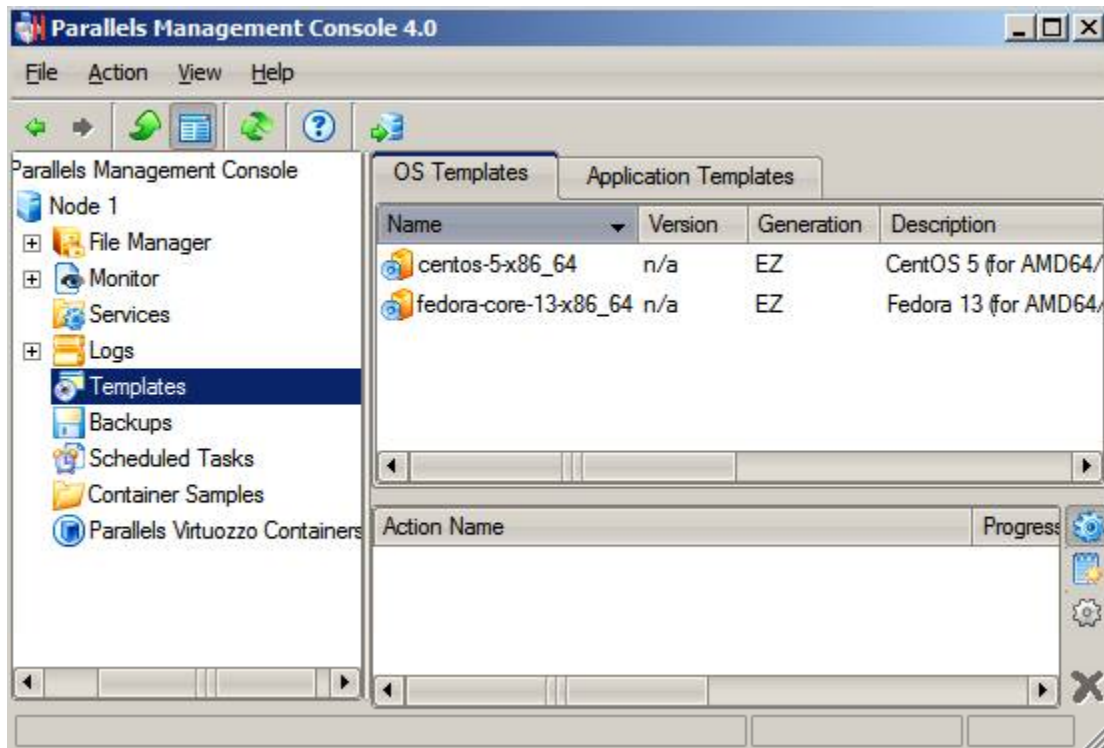 Parallels Management Console 4.0
File Action View Help
Parallels Management Console
Node 1
File Manager
Monitor
Services
Logs
Templates
Backups
Scheduled Tasks
Container Samples
Parallels Virtuozzo Containers
OS Templates Application Templates
Name Version Generation Description
centos-5-x86_64 n/a EZ CentOS 5 (for AMD64/
fedora-core-13-x86_64 n/a EZ Fedora 13 (for AMD64/
Action Name Progress